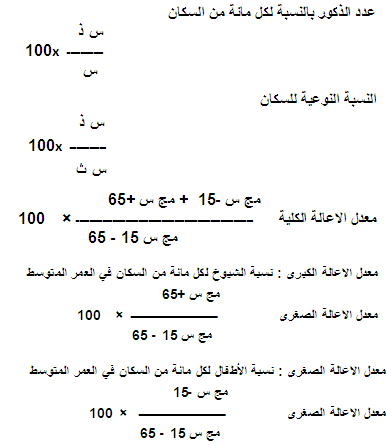 عدد الذكور بالنسبة لكل مائة من السكان
س ذ
100x
س
النسبة النوعية للسكان
س ذ
100x
س ث
مج س -15 + مج س +65
معدل الاعالة الكلية × 100
مج س 15 - 65
معدل الاعالة الكبرى : نسبة الشيوخ لكل مائة من السكان في العمر المتوسط
مج س +65
معدل الاعالة الصغرى × 100
مج س 15 - 65
معدل الاعالة الصغرى : نسبة الأطفال لكل مائة من السكان في العمر المتوسط
مج س -15
معدل الاعالة الصغرى × 100
مج س 15 - 65